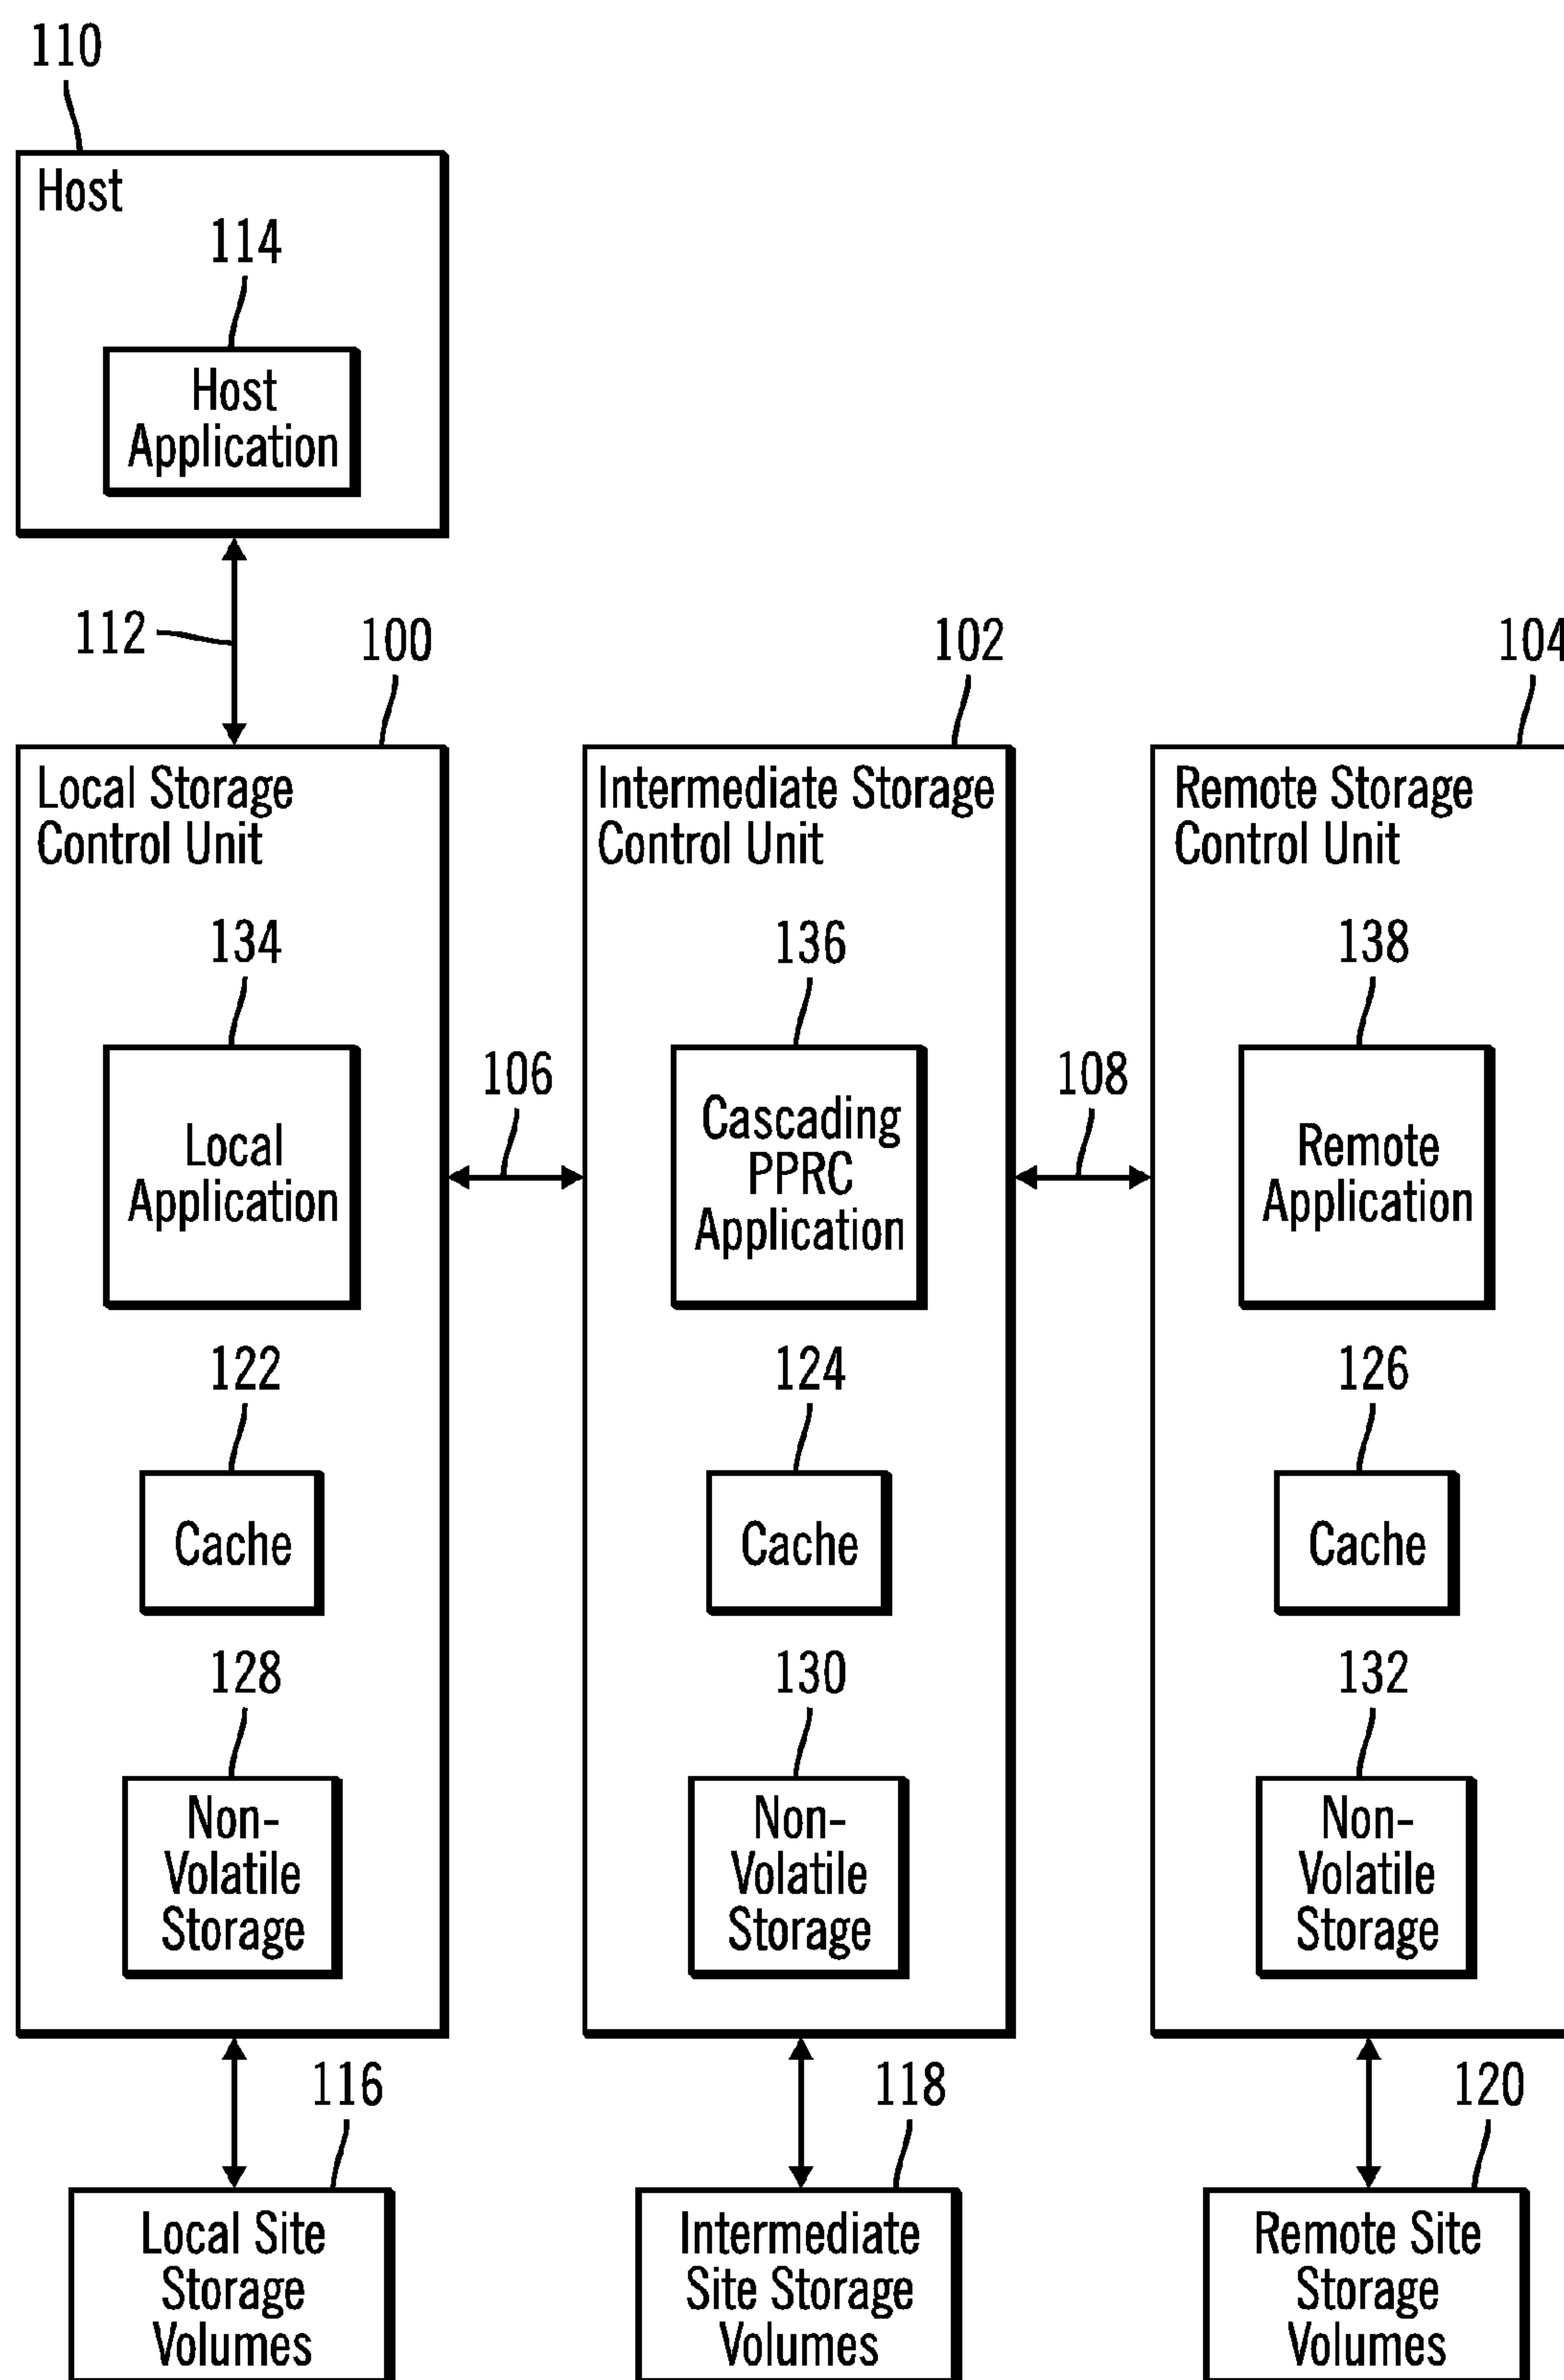 110
Host
114
Host
Application
112
100
102
104
Local Storage
Control Unit
Intermediate Storage
Control Unit
Remote Storage
Control Unit
134
136
138
106
108
Local
Application
Cascading
PPRC
Application
Remote
Application
122
124
126
Cache
Cache
Cache
128
130
132
Non-
Volatile
Storage
Non-
Volatile
Storage
Non-
Volatile
Storage
116
118
120
Local Site
Storage
Volumes
Intermediate
Site Storage
Volumes
Remote Site
Storage
Volumes